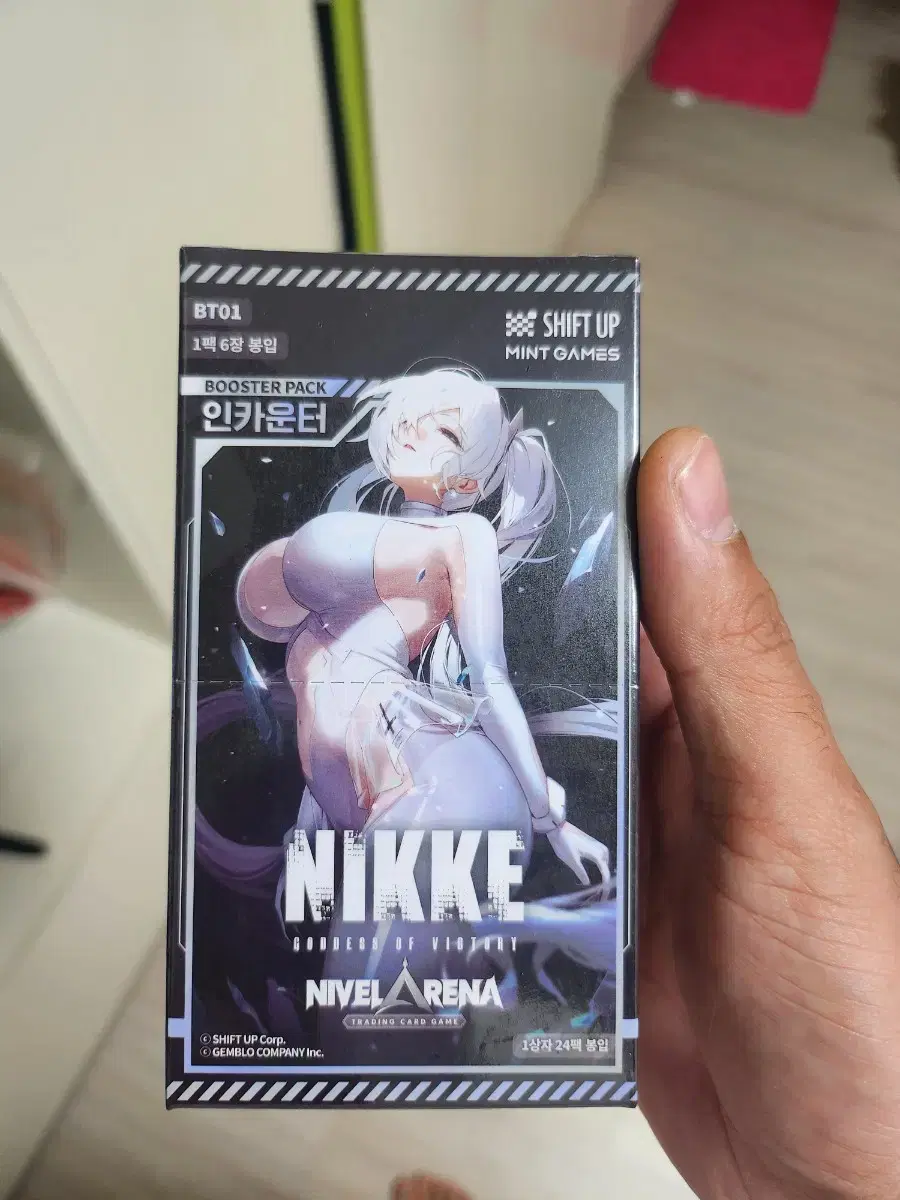 BT01
1팩 6장 봉입
SHIFT UP
MINT GAMES
BOOSTER PACK
인카운터
NIKKE
GODDESS OF VICTORY
NIVEL ARENA
TRADING CARD GAME
ⓒ SHIFT UP Corp.
ⓒ GEMBLO COMPANY Inc.
1상자 24팩 봉입